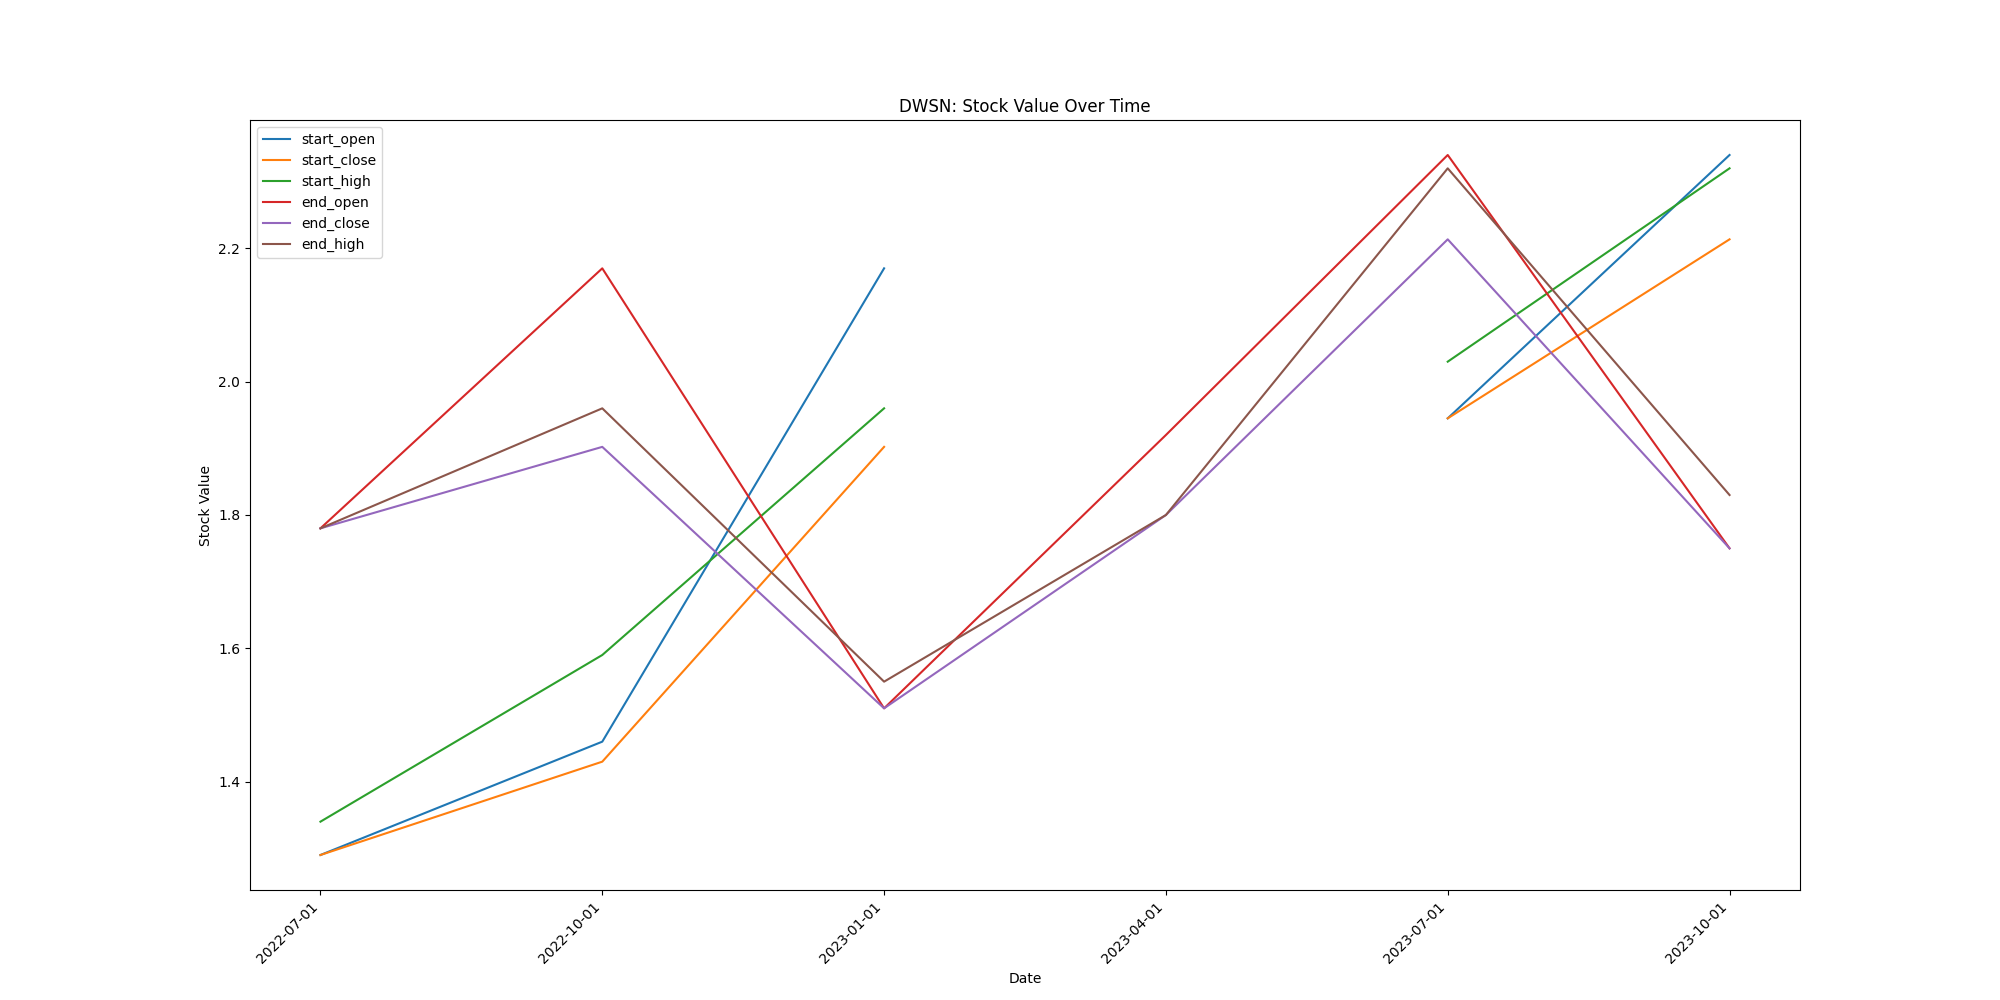 DWSN: Stock Value Over Time
start_open
start_close
start_high
end_open
end_close
end_high
Stock Value
2.2
2.0
1.8
1.6
1.4
2022-07-01
2022-10-01
2023-01-01
2023-04-01
2023-07-01
2023-10-01
Date